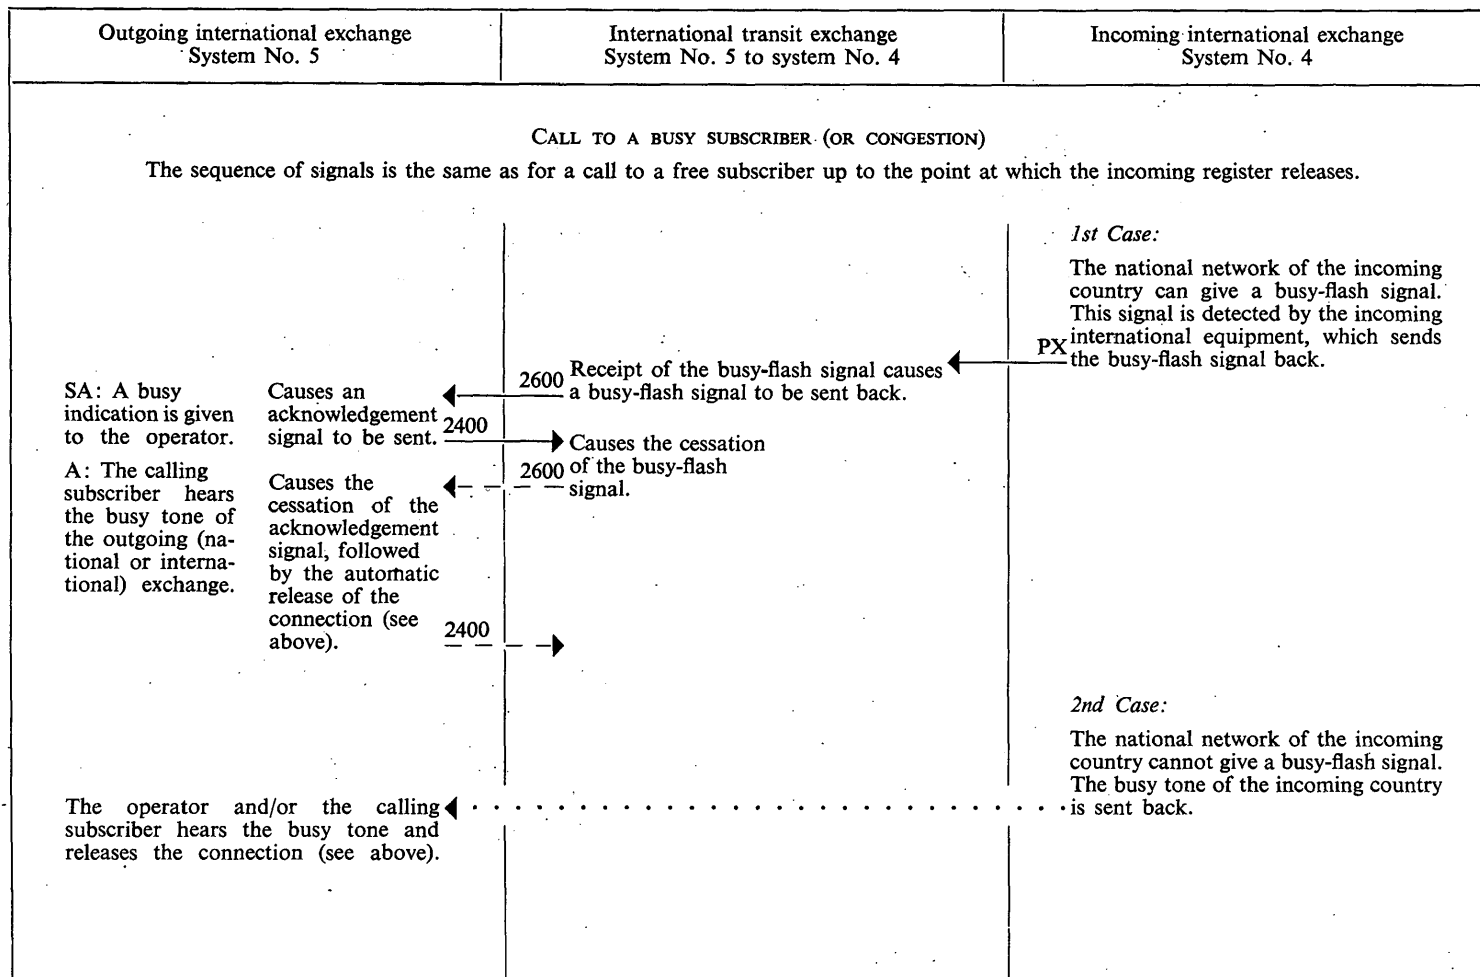 Outgoing international exchange
System No. 5
International transit exchange
System No. 5 to system No. 4
Incoming international exchange
System No. 4
CALL TO A BUSY SUBSCRIBER (OR CONGESTION)
The sequence of signals is the same as for a call to a free subscriber up to the point at which the incoming register releases.
1st Case:
The national network of the incoming
country can give a busy-flash signal.
This signal is detected by the incoming
international equipment, which sends
the busy-flash signal back.
PX
Receipt of the busy-flash signal causes
a busy-flash signal to be sent back.
2600
SA: A busy
indication is given
to the operator.
Causes an
acknowledgement
signal to be sent.
2400
Causes the cessation
of the busy-flash
signal.
2600
A: The calling
subscriber hears
the busy tone of
the outgoing (na-
tional or interna-
tional) exchange.
Causes the
cessation of the
acknowledgement
signal, followed
by the automatic
release of the
connection (see
above).
2400
2nd Case:
The national network of the incoming
country cannot give a busy-flash signal.
The busy tone of the incoming country
is sent back.
The operator and/or the calling
subscriber hears the busy tone and
releases the connection (see above).